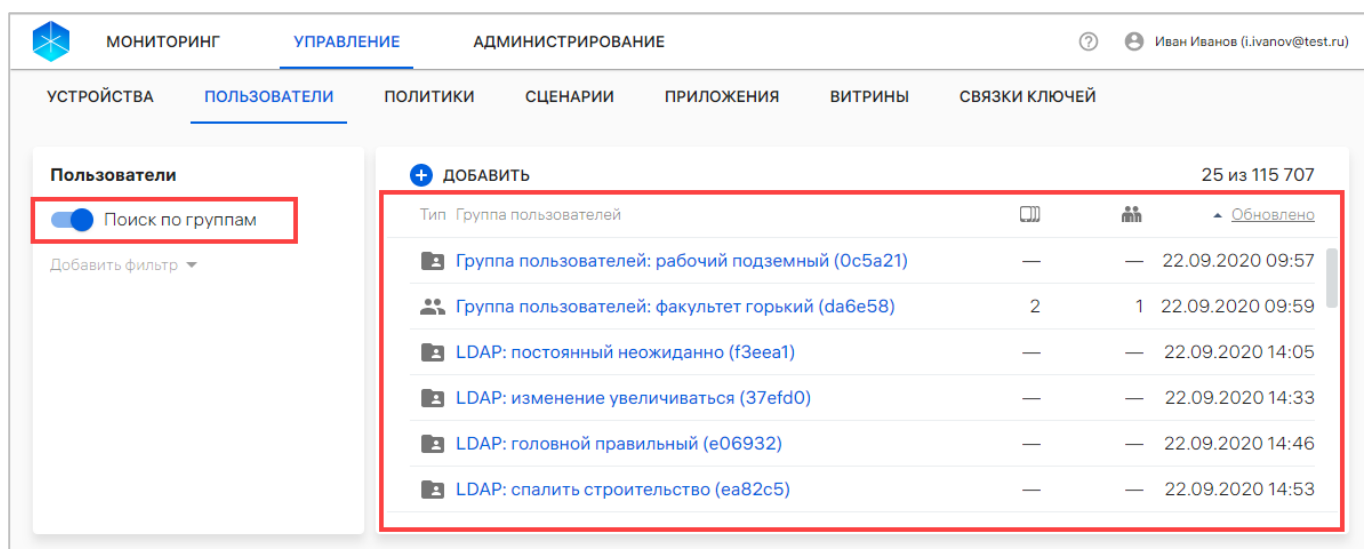 МОНИТОРИНГ УПРАВЛЕНИЕ АДМИНИСТРИРОВАНИЕ ? Иван Иванов (i.ivanov@test.ru)
УСТРОЙСТВА ПОЛЬЗОВАТЕЛИ ПОЛИТИКИ СЦЕНАРИИ ПРИЛОЖЕНИЯ ВИТРИНЫ СВЯЗКИ КЛЮЧЕЙ
Пользователи
Поиск по группам
Добавить фильтр
+ ДОБАВИТЬ 25 из 115 707
Тип Группа пользователей Обновлено
Группа пользователей: рабочий подземный (0c5a21) — — 22.09.2020 09:57
Группа пользователей: факультет горький (da6e58) 2 1 22.09.2020 09:59
LDAP: постоянный неожиданно (f3eea1) — — 22.09.2020 14:05
LDAP: изменение увеличиваться (37efd0) — — 22.09.2020 14:33
LDAP: головной правильный (e06932) — — 22.09.2020 14:46
LDAP: спалить строительство (ea82c5) — — 22.09.2020 14:53